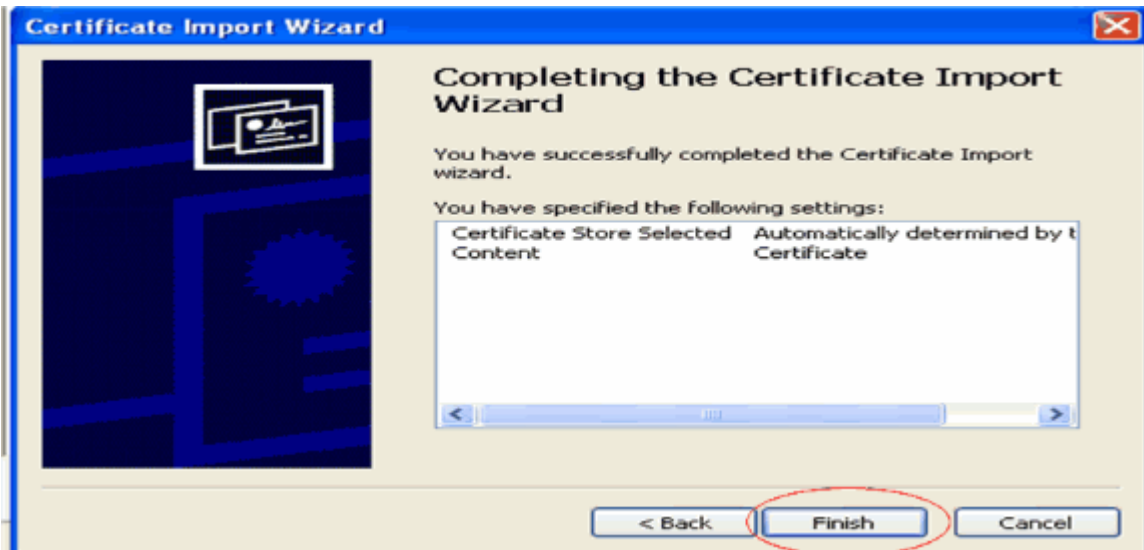 Certificate Import Wizard
Completing the Certificate Import
Wizard
You have successfully completed the Certificate Import
wizard.
You have specified the following settings:
Certificate Store Selected Automatically determined by t
Content Certificate
< Back Finish Cancel